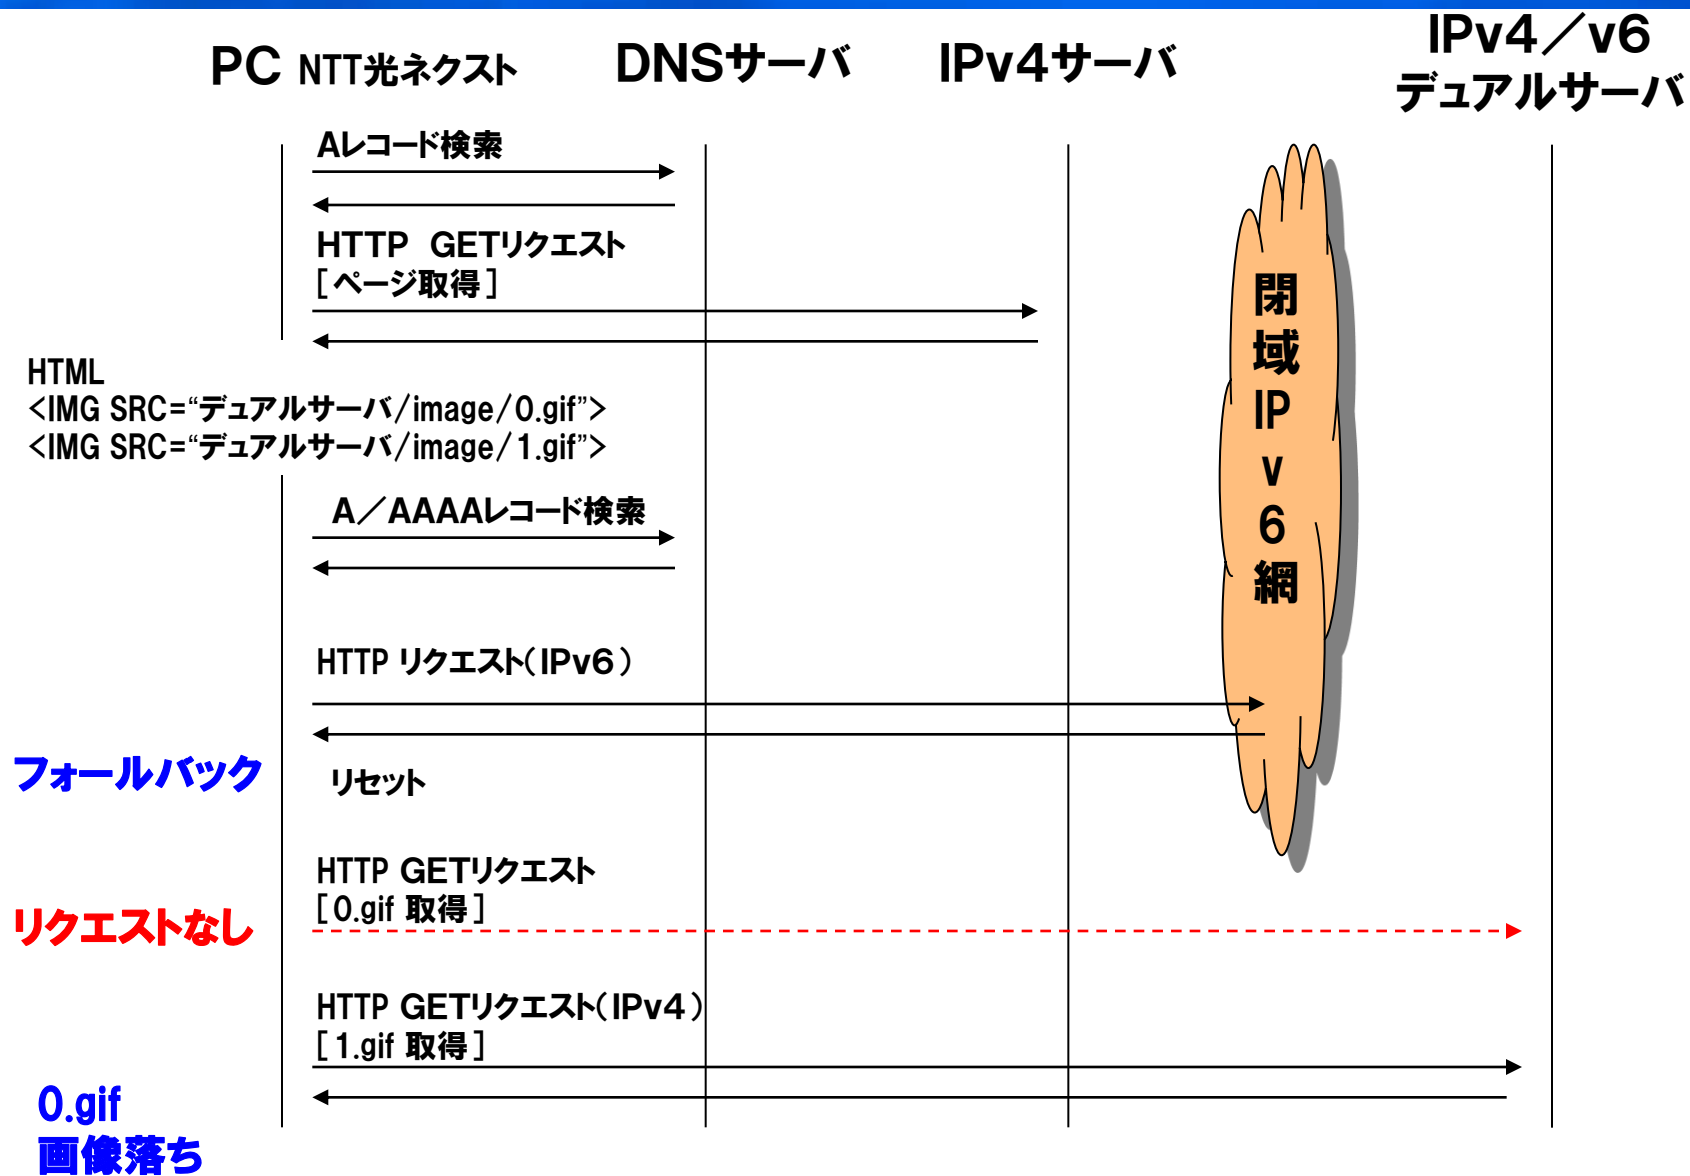 PC NTT光ネクスト
DNSサーバ
IPv4サーバ
IPv4／v6
デュアルサーバ
Aレコード検索
HTTP　GETリクエスト
[ページ取得]
HTML
<IMG SRC=“デュアルサーバ/image/0.gif”>
<IMG SRC=“デュアルサーバ/image/1.gif”>
A／AAAAレコード検索
閉
域
IP
v
6
網
HTTP リクエスト(IPv6)
フォールバック
リセット
HTTP GETリクエスト
[0.gif 取得]
リクエストなし
HTTP GETリクエスト(IPv4)
[1.gif 取得]
0.gif
画像落ち